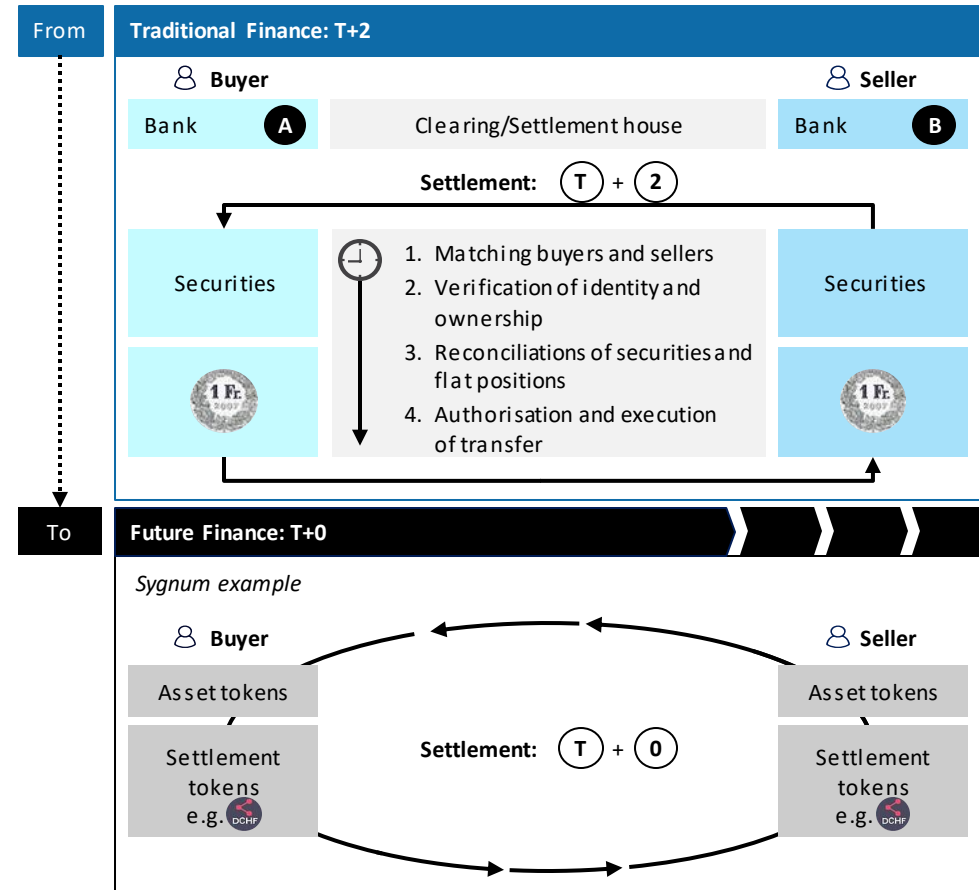 From
Traditional Finance: T+2
Buyer
Seller
Bank A
Clearing/Settlement house
Bank B
Settlement: T + 2
Securities
1. Matching buyers and sellers
2. Verification of identity and
ownership
3. Reconciliations of securities and
flat positions
4. Authorisation and execution
of transfer
Securities
1 Fr.
2007
1 Fr.
2007
To
Future Finance: T+0
Sygnum example
Buyer
Seller
Asset tokens
Asset tokens
Settlement: T + 0
Settlement
tokens
e.g. DCHF
Settlement
tokens
e.g. DCHF